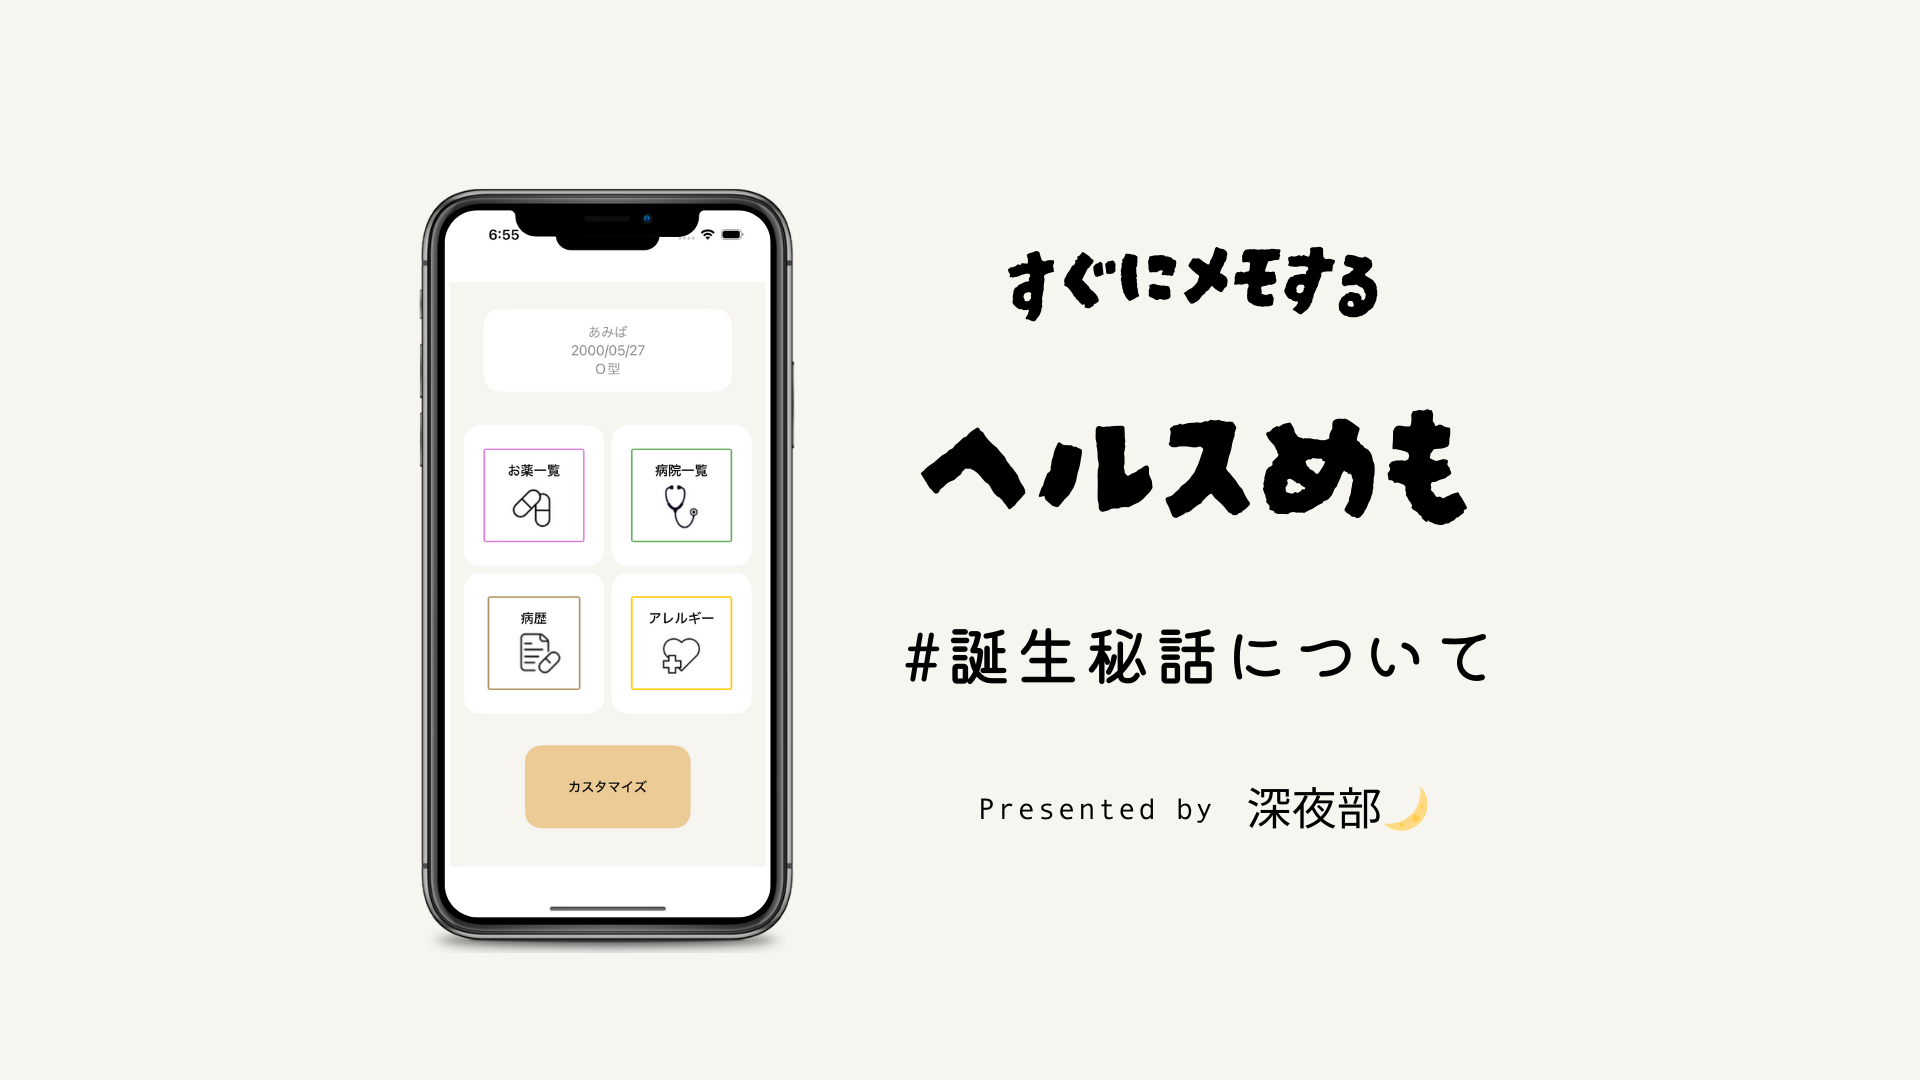 6:55
あみば
2000/05/27
O型
お薬一覧
病院一覧
病歴
アレルギー
カスタマイズ
すぐにメモする
ヘルスめも
#誕生秘話について
Presented by 深夜部🌙